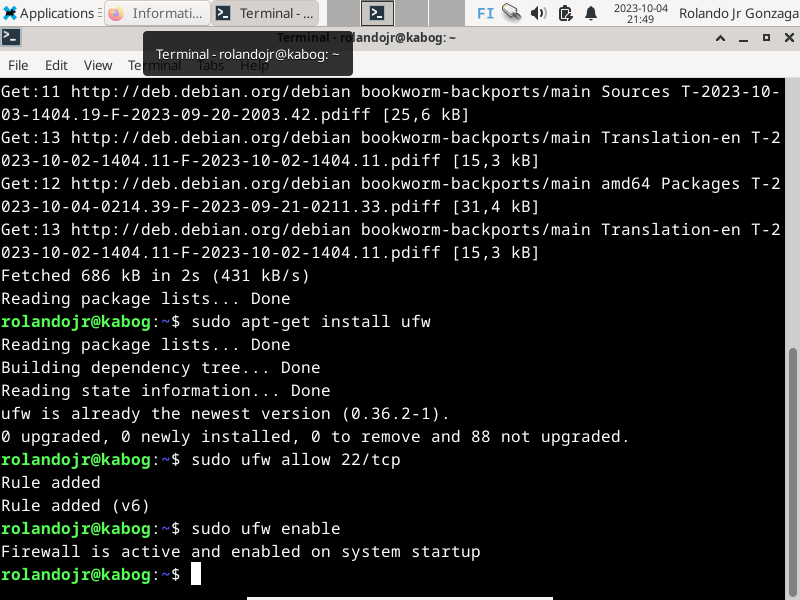 Applications
Informati...
Terminal - ...
FI
2023-10-04
21:49
Rolando Jr Gonzaga
Terminal - rolandojr@kabog: ~
Terminal - rolandojr@kabog: ~
File Edit View Terminal Tabs Help
Get:11 http://deb.debian.org/debian bookworm-backports/main Sources T-2023-10-
03-1404.19-F-2023-09-20-2003.42.pdiff [25,6 kB]
Get:13 http://deb.debian.org/debian bookworm-backports/main Translation-en T-2
023-10-02-1404.11-F-2023-10-02-1404.11.pdiff [15,3 kB]
Get:12 http://deb.debian.org/debian bookworm-backports/main amd64 Packages T-2
023-10-04-0214.39-F-2023-09-21-0211.33.pdiff [31,4 kB]
Get:13 http://deb.debian.org/debian bookworm-backports/main Translation-en T-2
023-10-02-1404.11-F-2023-10-02-1404.11.pdiff [15,3 kB]
Fetched 686 kB in 2s (431 kB/s)
Reading package lists... Done
rolandojr@kabog:~$ sudo apt-get install ufw
Reading package lists... Done
Building dependency tree... Done
Reading state information... Done
ufw is already the newest version (0.36.2-1).
0 upgraded, 0 newly installed, 0 to remove and 88 not upgraded.
rolandojr@kabog:~$ sudo ufw allow 22/tcp
Rule added
Rule added (v6)
rolandojr@kabog:~$ sudo ufw enable
Firewall is active and enabled on system startup
rolandojr@kabog:~$